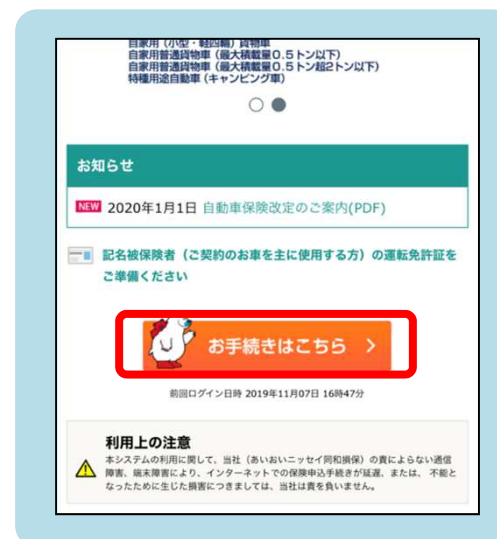 自家用（小型・軽四輪）貨物車
自家用普通貨物車（最大積載量0.5トン以下）
自家用普通貨物車（最大積載量0.5トン超2トン以下）
特種用途自動車（キャンピング車）
お知らせ
NEW 2020年1月1日 自動車保険改定のご案内(PDF)
記名被保険者（ご契約のお車を主に使用する方）の運転免許証を
ご準備ください
お手続きはこちら
前回ログイン日時 2019年11月07日 16時47分
利用上の注意
本システムの利用に関して、当社（あいおいニッセイ同和損保）の責によらない通信
障害、端末障害により、インターネットでの保険申込手続きが遅延、または、 不能と
なったために生じた損害につきましては、当社は責を負いません。